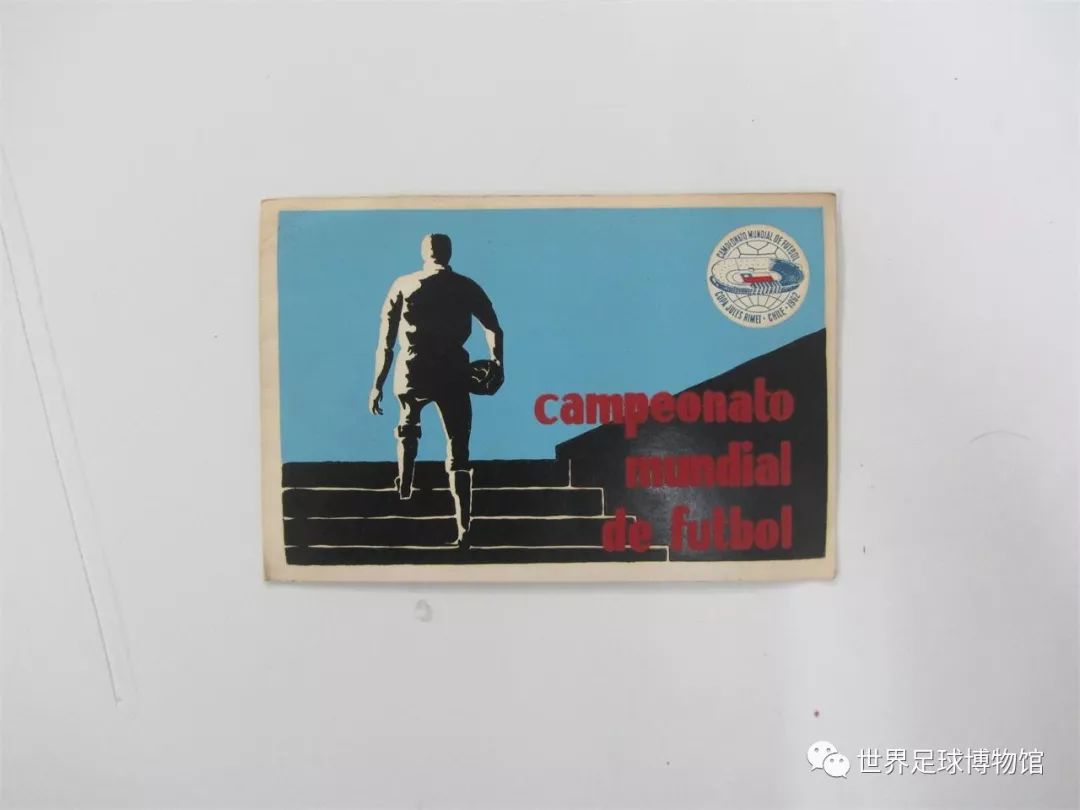 CAMPEONATO MUNDIAL DE FUTBOL
COPA JULES RIMET - CHILE - 1962
campeonato
mundial
de futbol
世界足球博物馆